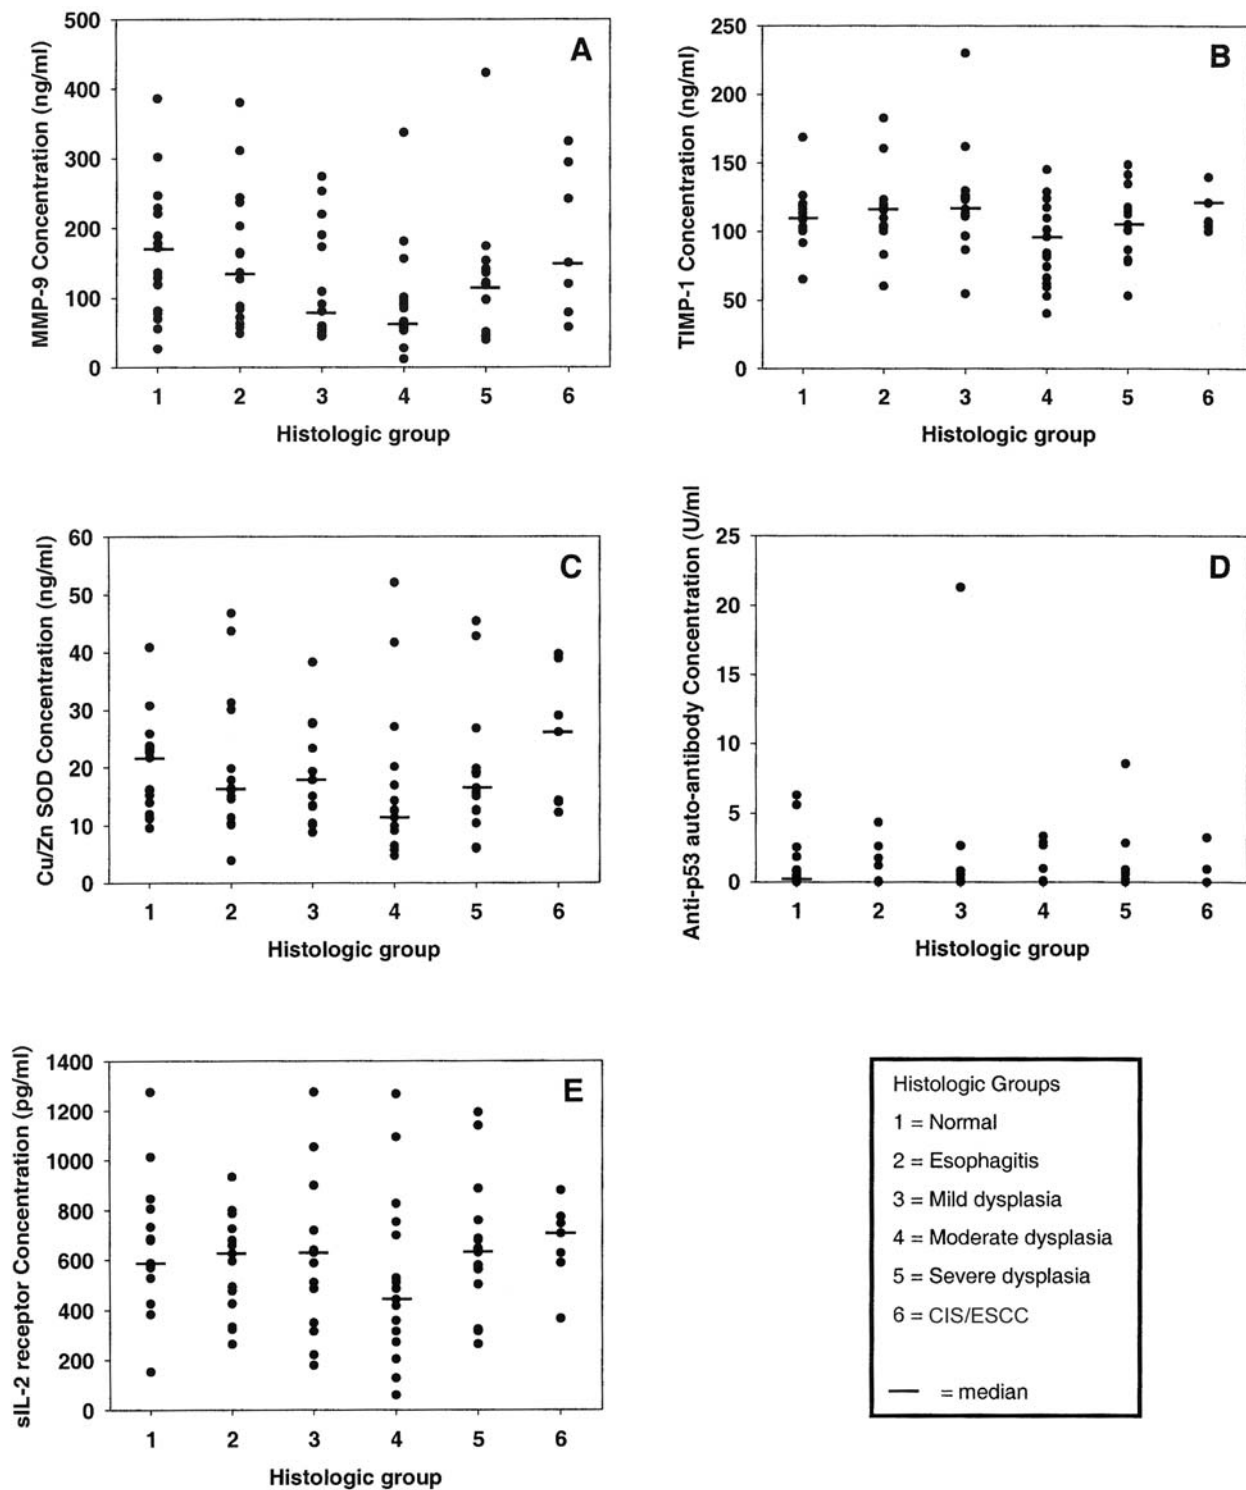 A
MMP-9 Concentration (ng/ml)
500
400
300
200
100
0
1 2 3 4 5 6
Histologic group
B
TIMP-1 Concentration (ng/ml)
250
200
150
100
50
0
1 2 3 4 5 6
Histologic group
C
Cu/Zn SOD Concentration (ng/ml)
60
50
40
30
20
10
0
1 2 3 4 5 6
Histologic group
D
Anti-p53 auto-antibody Concentration (U/ml
25
20
15
10
5
0
1 2 3 4 5 6
Histologic group
E
sIL-2 receptor Concentration (pg/ml)
1400
1200
1000
800
600
400
200
0
1 2 3 4 5 6
Histologic group
Histologic Groups
1 = Normal
2 = Esophagitis
3 = Mild dysplasia
4 = Moderate dysplasia
5 = Severe dysplasia
6 = CIS/ESCC
= median